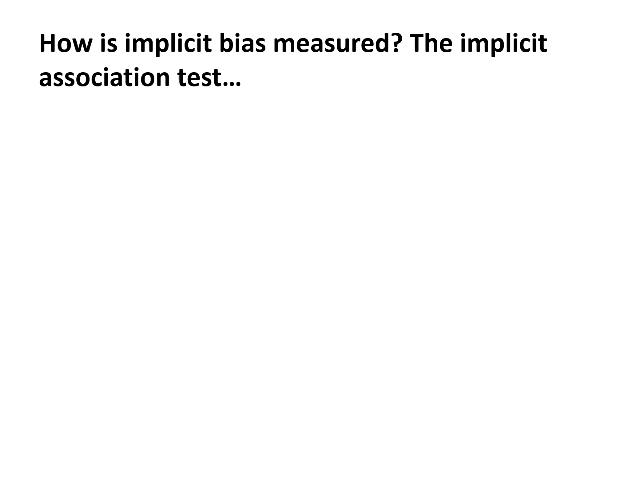 How is implicit bias measured? The implicit
association test…